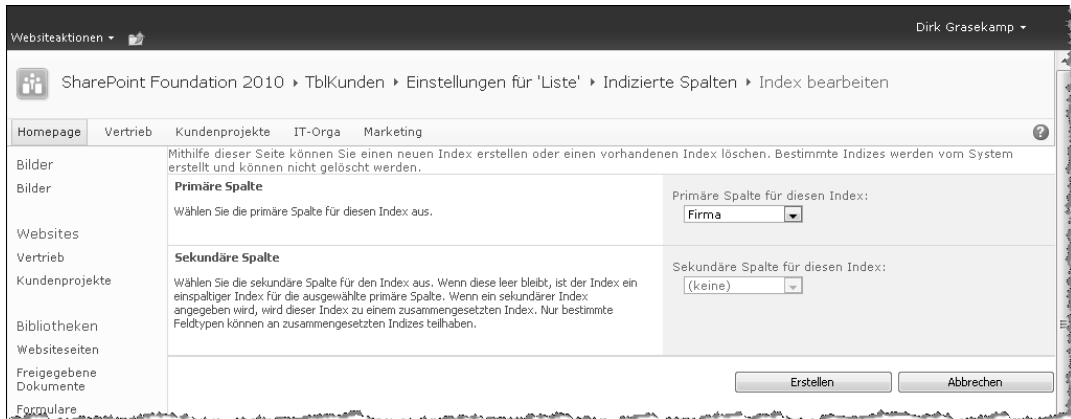 Websiteaktionen
Dirk Grasekamp
SharePoint Foundation 2010 ▸ TblKunden ▸ Einstellungen für 'Liste' ▸ Indizierte Spalten ▸ Index bearbeiten
Homepage Vertrieb Kundenprojekte IT-Orga Marketing
Bilder
Bilder
Websites
Vertrieb
Kundenprojekte
Bibliotheken
Websiteseiten
Freigegebene
Dokumente
Formulare
Mithilfe dieser Seite können Sie einen neuen Index erstellen oder einen vorhandenen Index löschen. Bestimmte Indizes werden vom System
erstellt und können nicht gelöscht werden.
Primäre Spalte
Wählen Sie die primäre Spalte für diesen Index aus.
Primäre Spalte für diesen Index:
Firma
Sekundäre Spalte
Wählen Sie die sekundäre Spalte für den Index aus. Wenn diese leer bleibt, ist der Index ein
einspaltiger Index für die ausgewählte primäre Spalte. Wenn ein sekundärer Index
angegeben wird, wird dieser Index zu einem zusammengesetzten Index. Nur bestimmte
Feldtypen können an zusammengesetzten Indizes teilhaben.
Sekundäre Spalte für diesen Index:
(keine)
Erstellen
Abbrechen